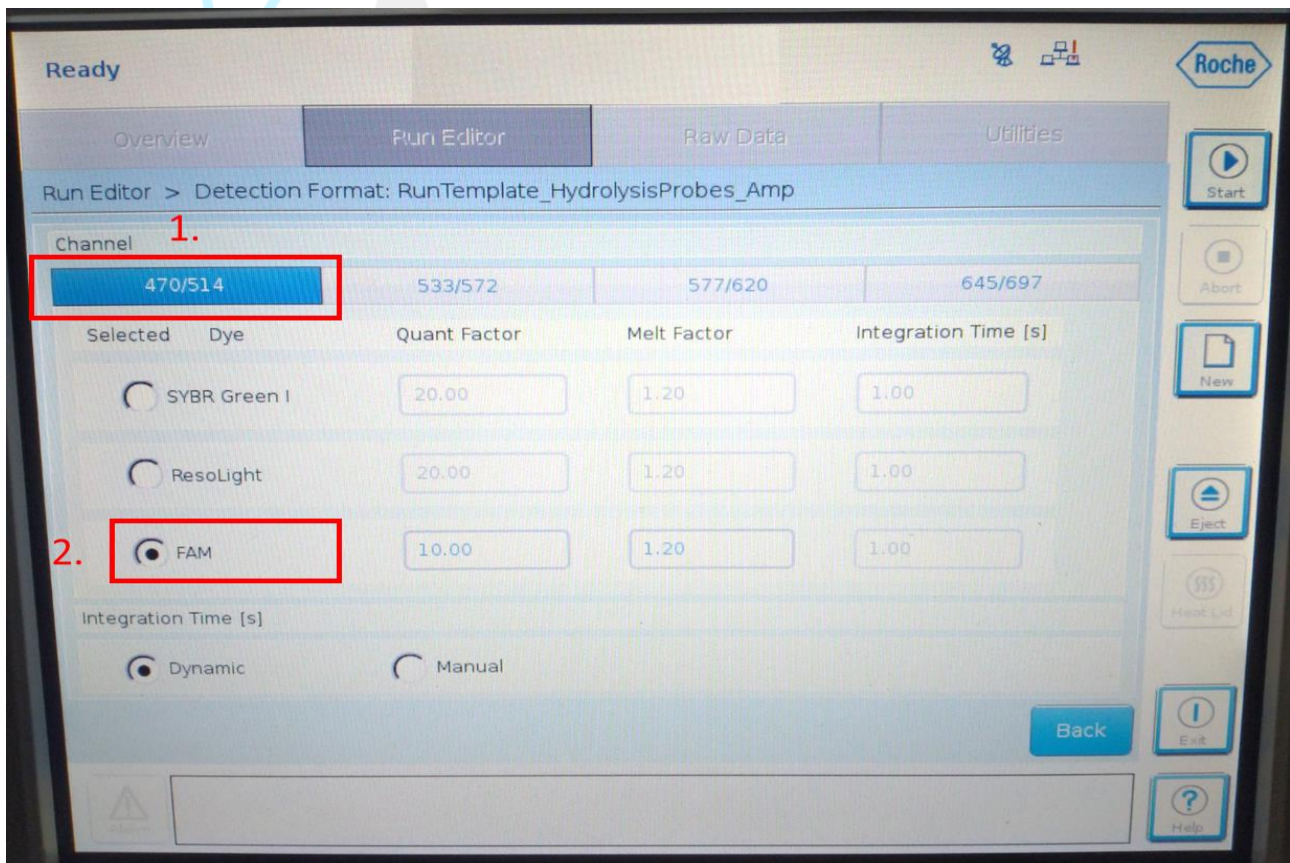 Ready
Roche
Overview Run Editor Raw Data Utilities
Start
Run Editor > Detection Format: RunTemplate_HydrolysisProbes_Amp
1.
Channel
470/514 533/572 577/620 645/697
Abort
Selected Dye Quant Factor Melt Factor Integration Time [s]
New
SYBR Green I 20.00 1.20 1.00
ResoLight 20.00 1.20 1.00
Eject
2. FAM 10.00 1.20 1.00
Heat Lid
Integration Time [s]
Dynamic Manual
Back
Exit
?
Help